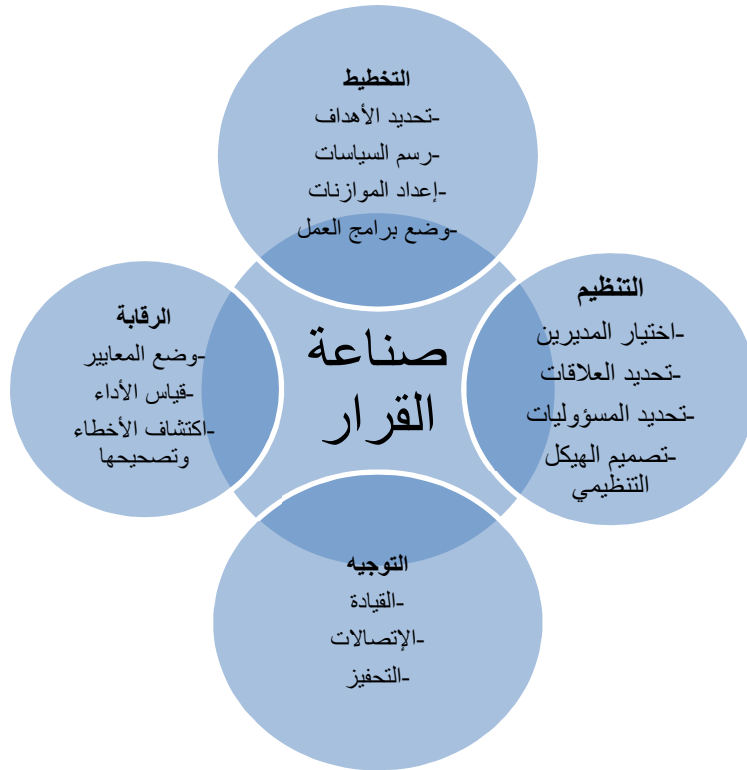 التخطيط
-تحديد الأهداف
-رسم السياسات
-إعداد الموازنات
-وضع برامج العمل
التنظيم
-اختيار المديرين
-تحديد العلاقات
-تحديد المسؤوليات
-تصميم الهيكل
التنظيمي
صناعة
القرار
الرقابة
-وضع المعايير
-قياس الأداء
-اكتشاف الأخطاء
وتصحيحها
التوجيه
-القيادة
-الإتصالات
-التحفيز